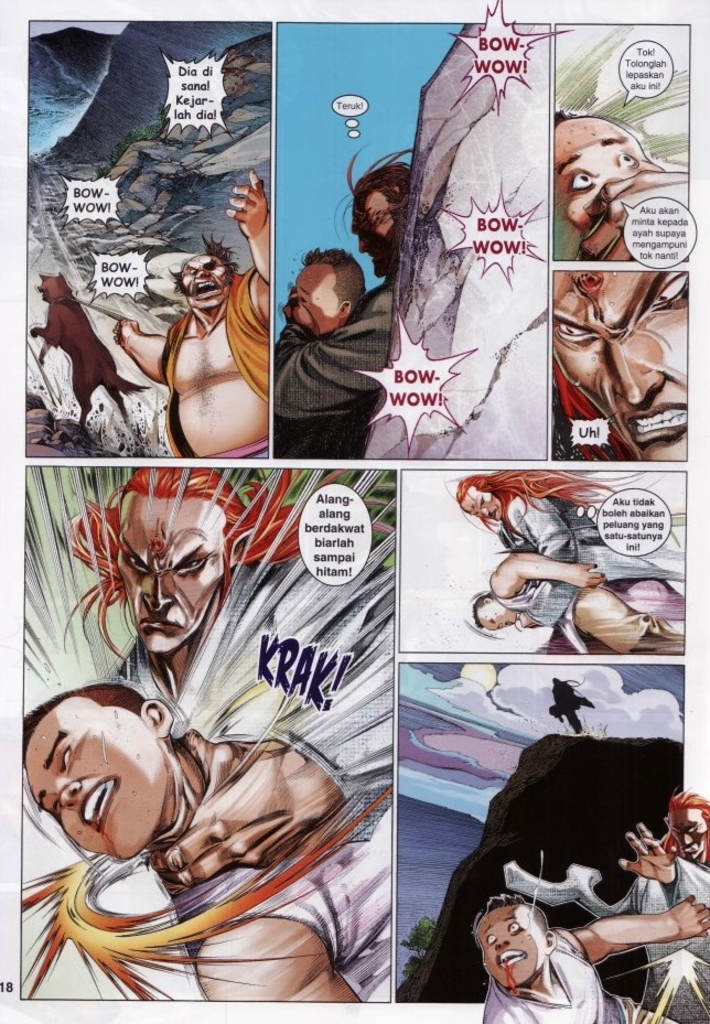 Dia di
sana!
Kejar-
lah dia!
BOW-
WOW!
BOW-
WOW!
Teruk!
BOW-
WOW!
BOW-
WOW!
BOW-
WOW!
Tok!
Tolonglah
lepaskan
aku ini!
Aku akan
minta kepada
ayah supaya
mengampuni
tok nanti!
Uh!
Alang-
alang
berdakwat
biarlah
sampai
hitam!
KRAK!
Aku tidak
boleh abaikan
peluang yang
satu-satunya
ini!
18